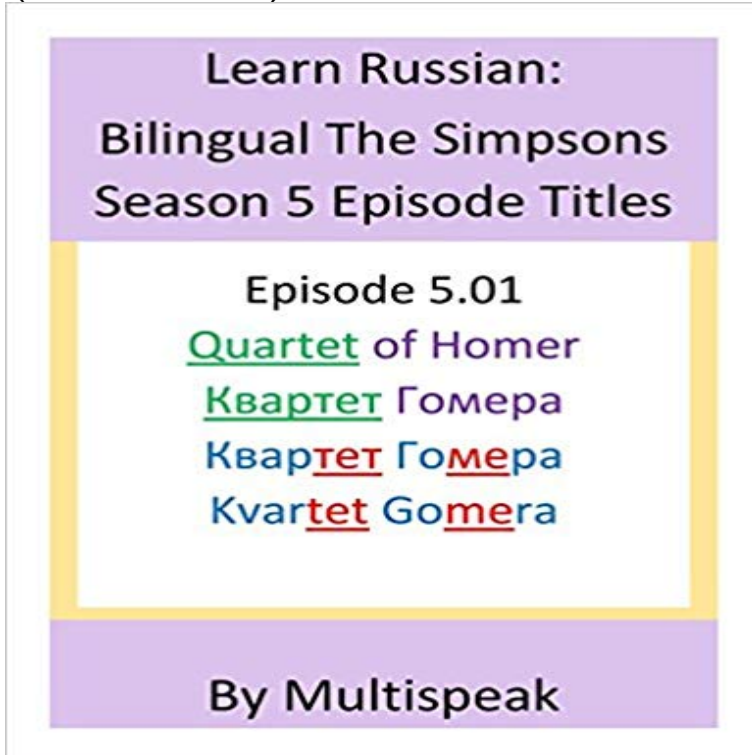 Learn Russian:
Bilingual The Simpsons
Season 5 Episode Titles
Episode 5.01
Quartet of Homer
Квартет Гомера
Квартет Гомера
Kvartet Gomera
By Multispeak